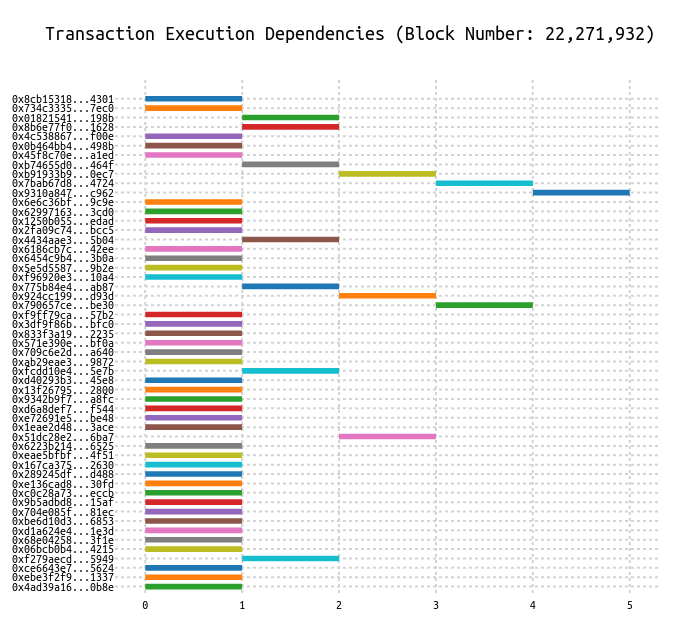 Transaction Execution Dependencies (Block Number: 22,271,932)
0x8cb15318...4301
0x734c3335...7ec0
0x01821541...198b
0x8b6e77f0...1628
0x4c538867...f00e
0x0b464bb4...498b
0x45f8c70e...a1ed
0xb74655d0...464f
0xb91933b9...0ec7
0x7bab67d8...4724
0x9310a847...c962
0x6e6c36bf...9c9e
0x62997163...3cd0
0x1250b055...edad
0x2fa09c74...bcc5
0x4434aae3...5b04
0x6186cb7c...42ee
0x6454c9b4...3b0a
0x5e5d5587...9b2e
0xf96920e3...10a4
0x775b84e4...ab87
0x924cc199...d93d
0x790657ce...be30
0xf9ff79ca...57b2
0x3df9f86b...bfc0
0x833f3a19...2235
0x571e390e...bf0a
0x709c6e2d...a640
0xab29eae3...9872
0xfcdd10e4...5e7b
0xd40293b3...45e8
0x13f26795...2800
0x9342b9f7...a8fc
0xd6a8def7...f544
0xe72691e5...be48
0x1eae2d48...3ace
0x51dc28e2...6ba7
0x6223b214...6525
0xeae5bfbf...4f51
0x167ca375...2630
0x289245df...d488
0xe136cad8...30fd
0xc0c28a73...eccb
0x9b5adbd8...15af
0x704e085f...81ec
0xbe6d10d3...6853
0xd1a624e4...1e3d
0x68e04258...3f1e
0x06bcb0b4...4215
0xf279aecd...5949
0xce6643e7...5624
0xebe3f2f9...1337
0x4ad39a16...0b8e
0 1 2 3 4 5